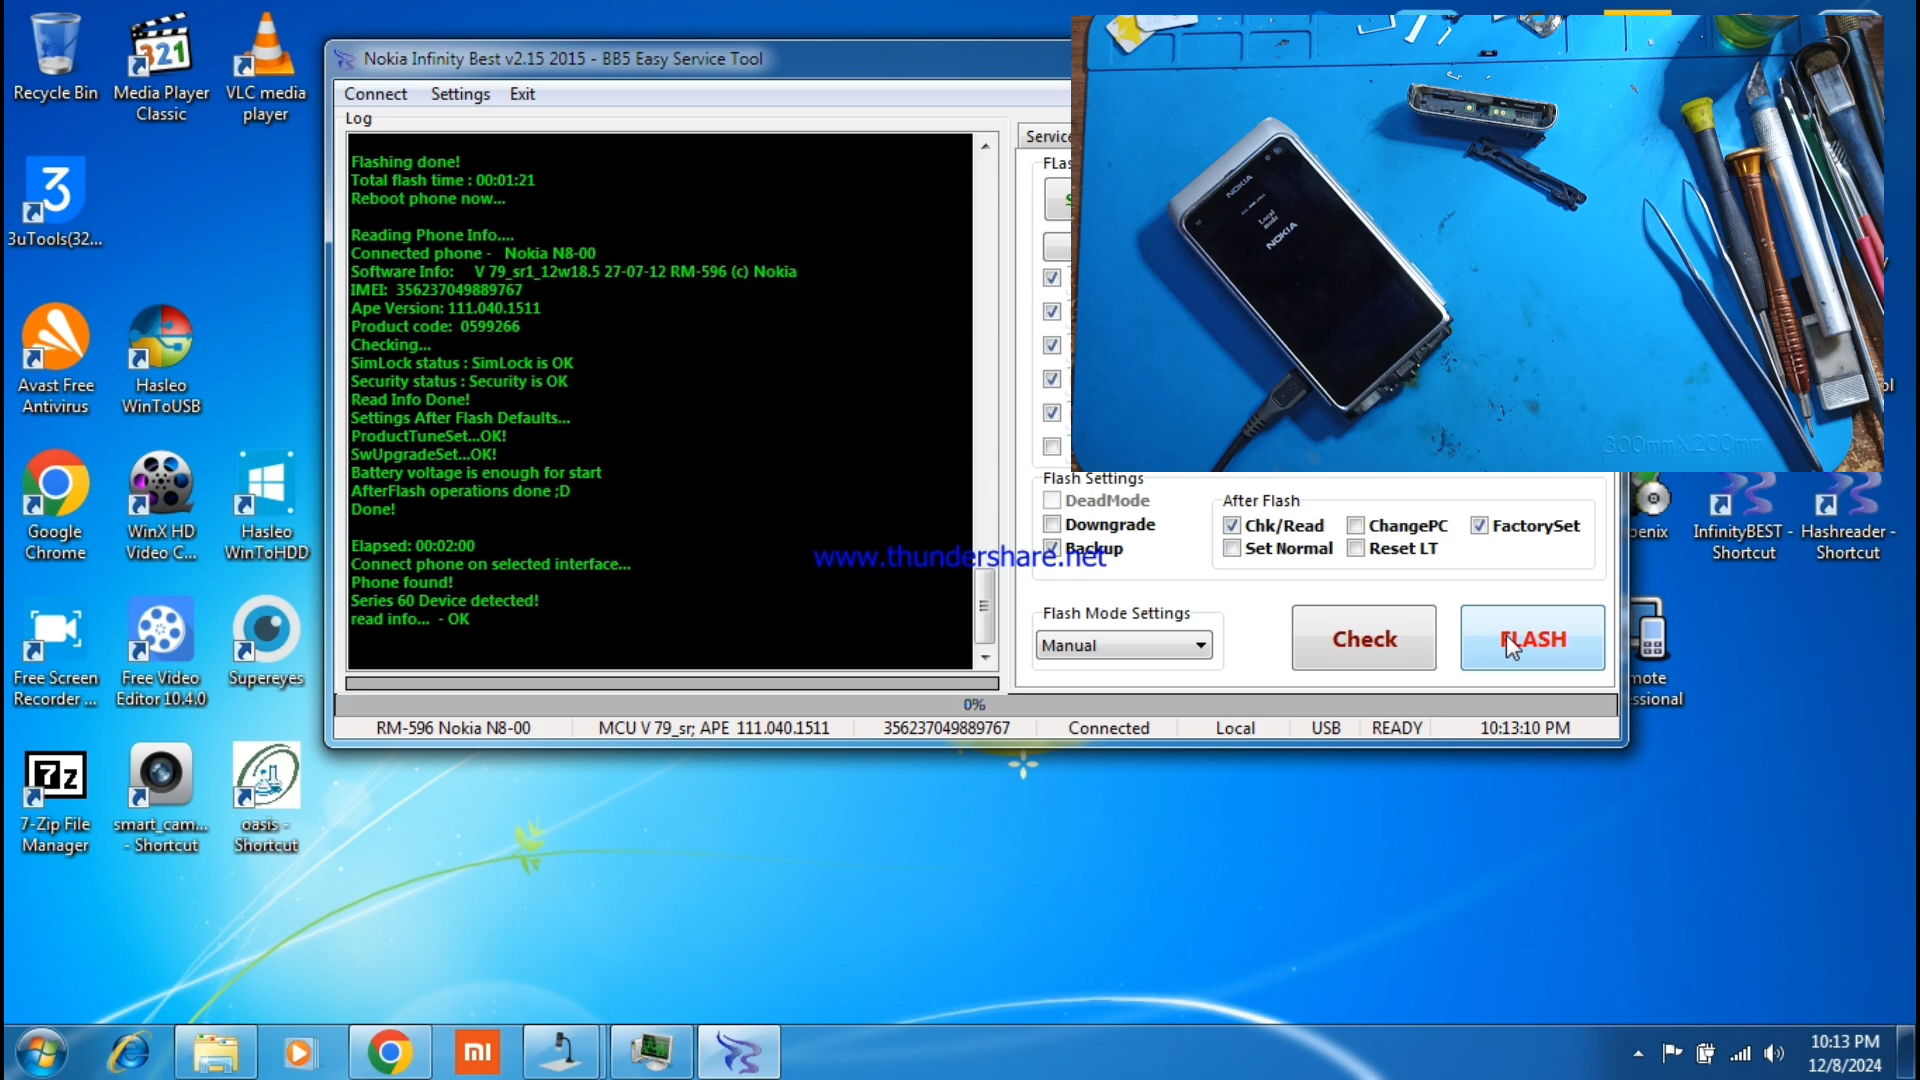 Recycle Bin
Media Player
Classic
VLC media
player
3uTools(32...
Avast Free
Antivirus
Hasleo
WinToUSB
Google
Chrome
WinX HD
Video C...
Hasleo
WinToHDD
Free Screen
Recorder ...
Free Video
Editor 10.4.0
Supereyes
7-Zip File
Manager
smart_cam...
- Shortcut
oasis -
Shortcut
Nokia Infinity Best v2.15 2015 - BB5 Easy Service Tool
Connect Settings Exit
Log
Flashing done!
Total flash time : 00:01:21
Reboot phone now...
Reading Phone Info....
Connected phone - Nokia N8-00
Software Info: V 79_sr1_12w18.5 27-07-12 RM-596 (c) Nokia
IMEI: 356237049889767
Ape Version: 111.040.1511
Product code: 0599266
Checking...
SimLock status : SimLock is OK
Security status : Security is OK
Read Info Done!
Settings After Flash Defaults...
ProductTuneSet...OK!
SwUpgradeSet...OK!
Battery voltage is enough for start
AfterFlash operations done ;D
Done!
Elapsed: 00:02:00
Connect phone on selected interface...
Phone found!
Series 60 Device detected!
read info... - OK
Service
NOKIA
Local
mode
NOKIA
300mmX200mm
Flash Settings
DeadMode
Downgrade
Backup
After Flash
Chk/Read ChangePC FactorySet
Set Normal Reset LT
www.thundershare.net
Flash Mode Settings
Manual
Check
FLASH
0%
RM-596 Nokia N8-00 MCU V 79_sr; APE 111.040.1511 356237049889767 Connected Local USB READY 10:13:10 PM
InfinityBEST -
Shortcut
Hashreader -
Shortcut
10:13 PM
12/8/2024